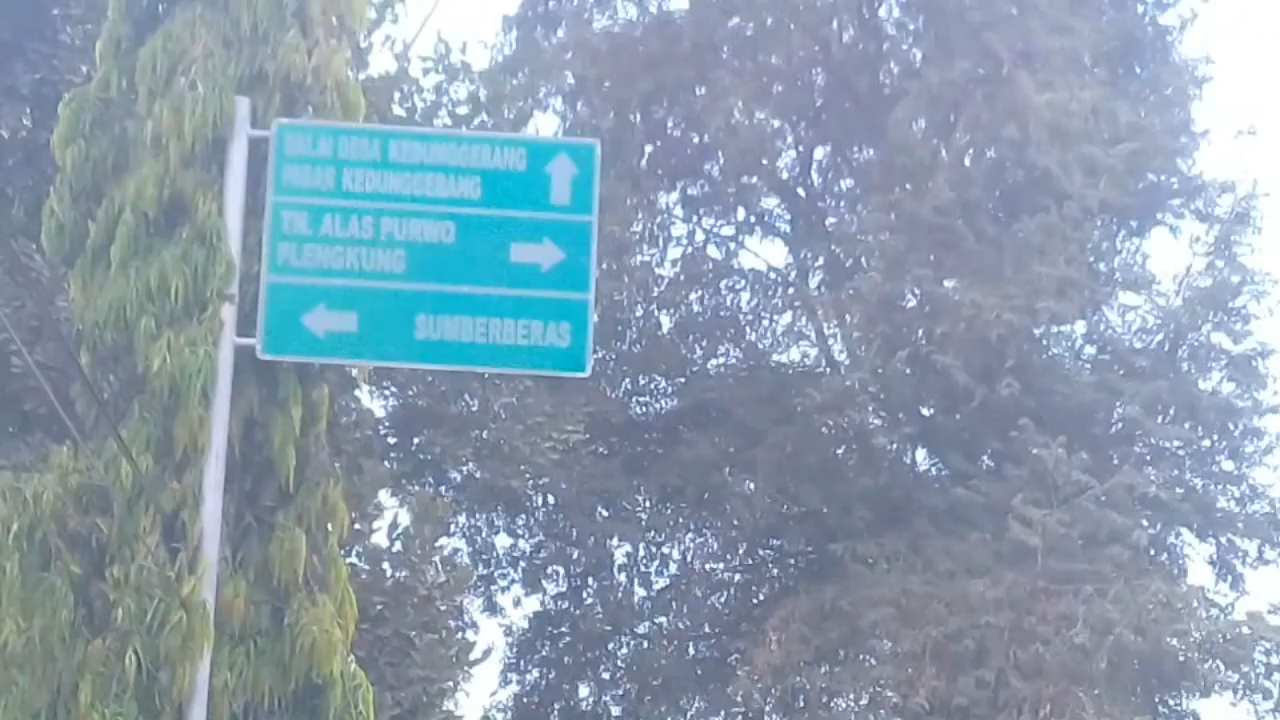 BALAI DESA KEDUNGGEBANG
PASAR KEDUNGGEBANG
TN. ALAS PURWO
PLENGKUNG
SUMBERBERAS